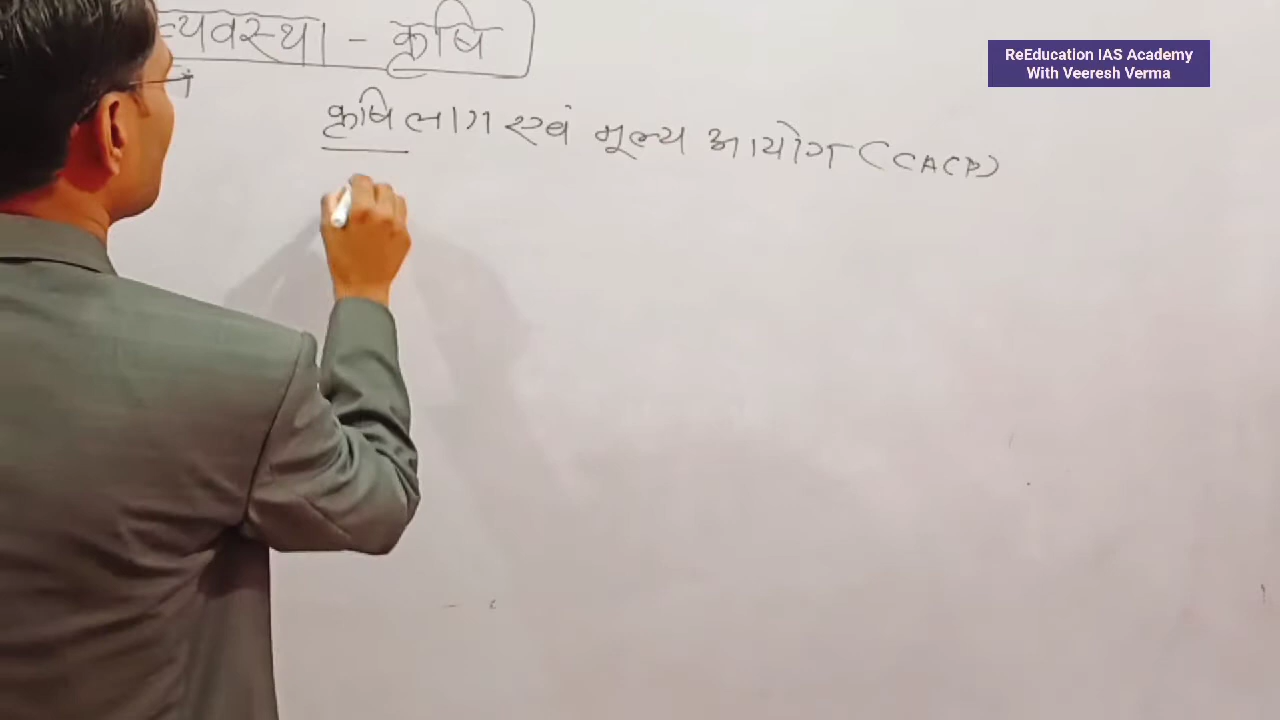 व्यवस्था - कृषि
ReEducation IAS Academy
With Veeresh Verma
कृषि लागत एवं मूल्य आयोग (CACP)